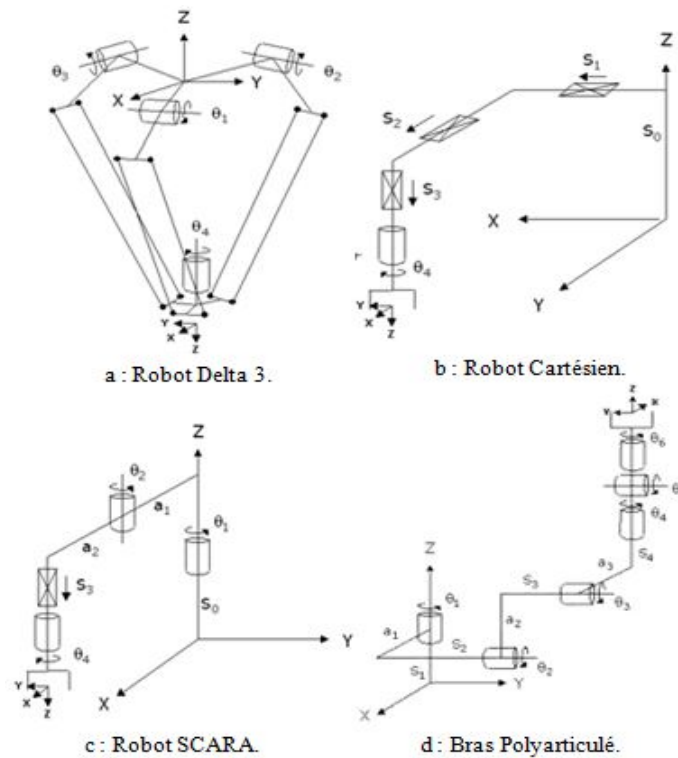 Z
θ3
θ2
X
Y
θ1
θ4
Y
X
Z
a : Robot Delta 3.
Z
S1
S2
S0
S3
X
r
θ4
Y
Y
X
Z
b : Robot Cartésien.
Z
θ2
a1
θ1
a2
S3
S0
θ4
Y
Y
X
Z
X
c : Robot SCARA.
Z
X
Y
θ6
θ
θ4
S4
a3
Z
S3
θ3
θ1
a1
a2
S2
θ2
S1
Y
X
d : Bras Polyarticulé.